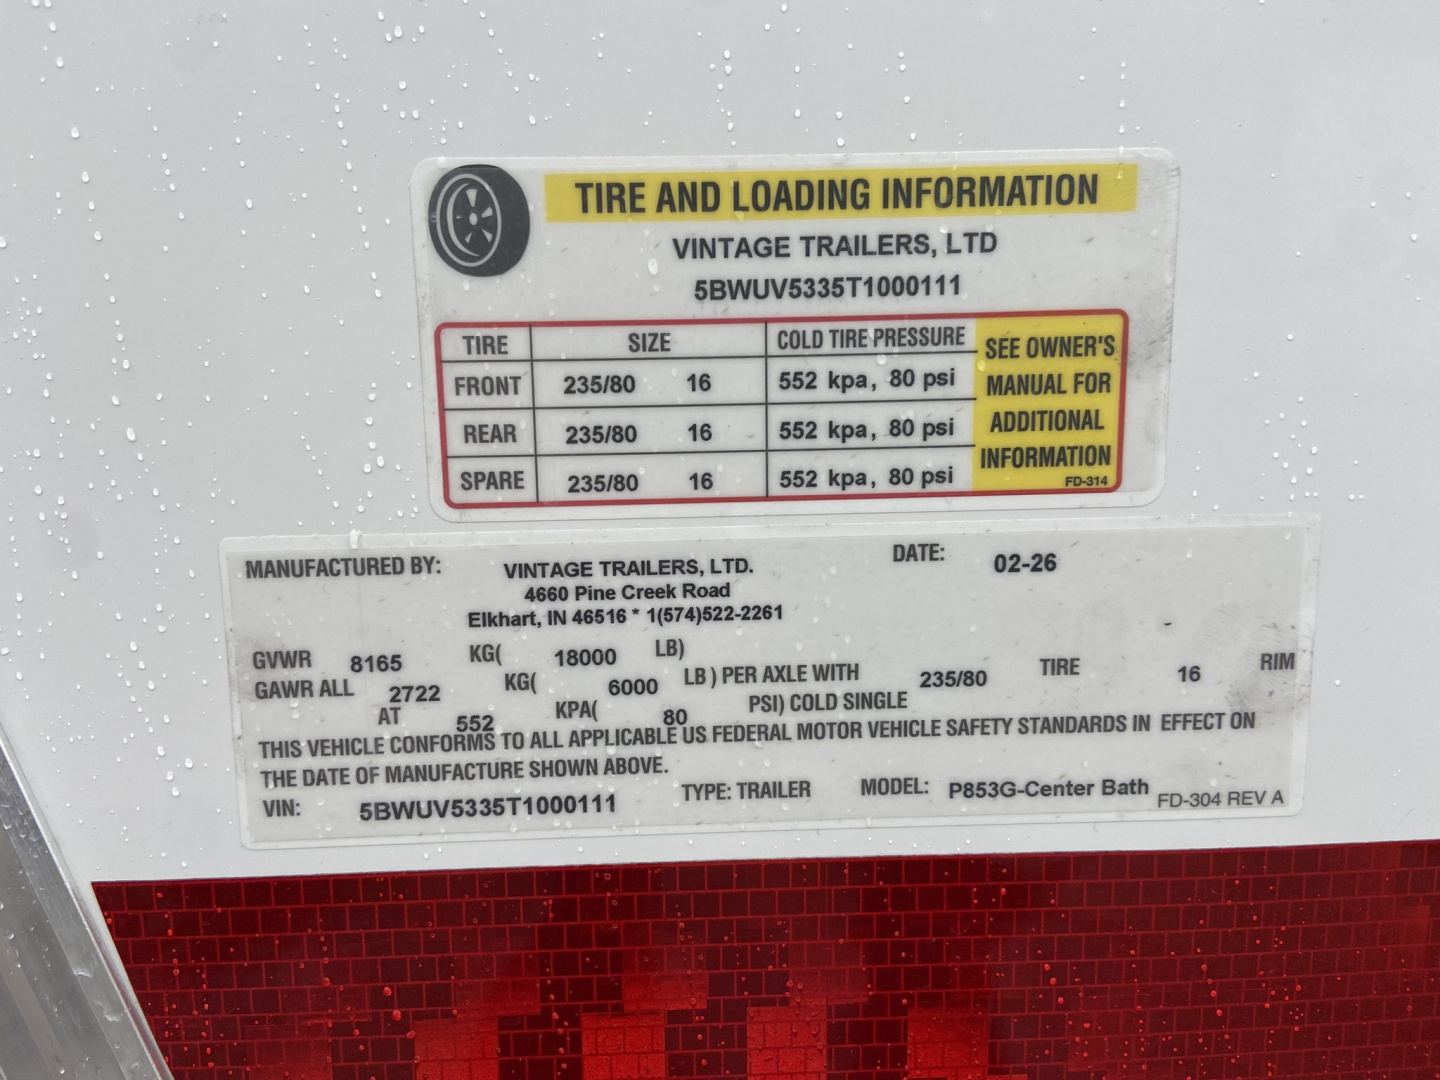 TIRE AND LOADING INFORMATION
VINTAGE TRAILERS, LTD
5BWUV5335T1000111
TIRE SIZE COLD TIRE PRESSURE
FRONT 235/80 16 552 kpa, 80 psi
REAR 235/80 16 552 kpa, 80 psi
SPARE 235/80 16 552 kpa, 80 psi
SEE OWNER'S
MANUAL FOR
ADDITIONAL
INFORMATION
FD-314
MANUFACTURED BY: VINTAGE TRAILERS, LTD. DATE: 02-26
4660 Pine Creek Road
Elkhart, IN 46516 * 1(574)522-2261
GVWR 8165 KG( 18000 LB)
GAWR ALL 2722 KG( 6000 LB ) PER AXLE WITH 235/80 TIRE 16 RIM
AT 552 KPA( 80 PSI) COLD SINGLE
THIS VEHICLE CONFORMS TO ALL APPLICABLE US FEDERAL MOTOR VEHICLE SAFETY STANDARDS IN EFFECT ON
THE DATE OF MANUFACTURE SHOWN ABOVE.
VIN: 5BWUV5335T1000111 TYPE: TRAILER MODEL: P853G-Center Bath FD-304 REV A